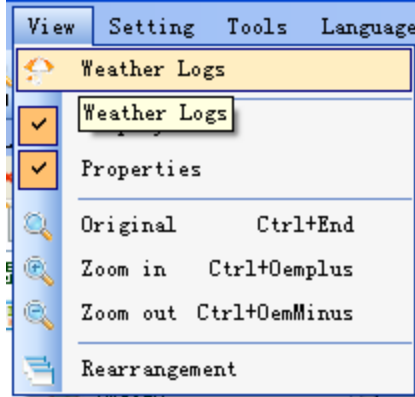 View Setting Tools Language
Weather Logs
Weather Logs
Properties
Original Ctrl+End
Zoom in Ctrl+Oemplus
Zoom out Ctrl+OemMinus
Rearrangement